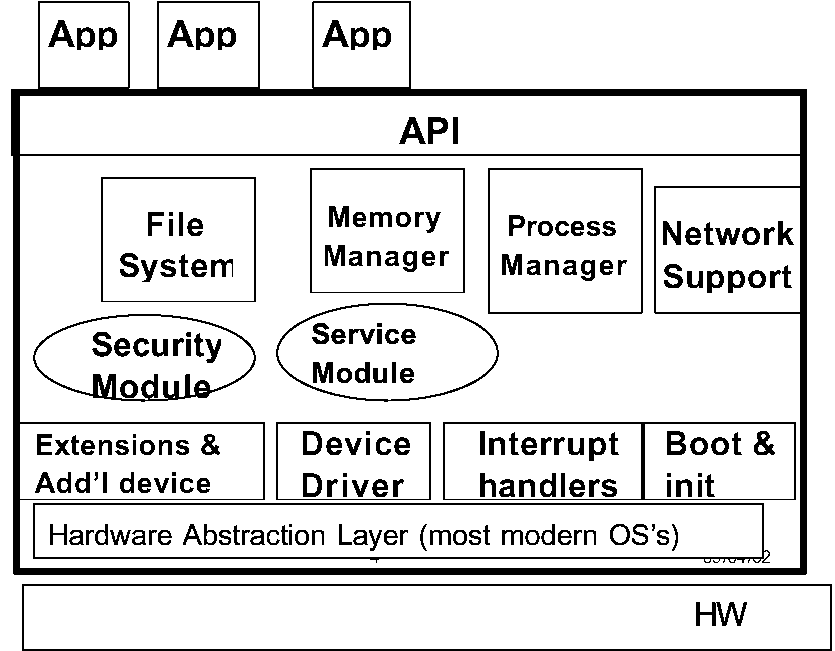 App App App
API
File
System
Memory
Manager
Process
Manager
Network
Support
Security
Module
Service
Module
Extensions &
Add'l device
Device
Driver
Interrupt
handlers
Boot &
init
Hardware Abstraction Layer (most modern OS's)
HW